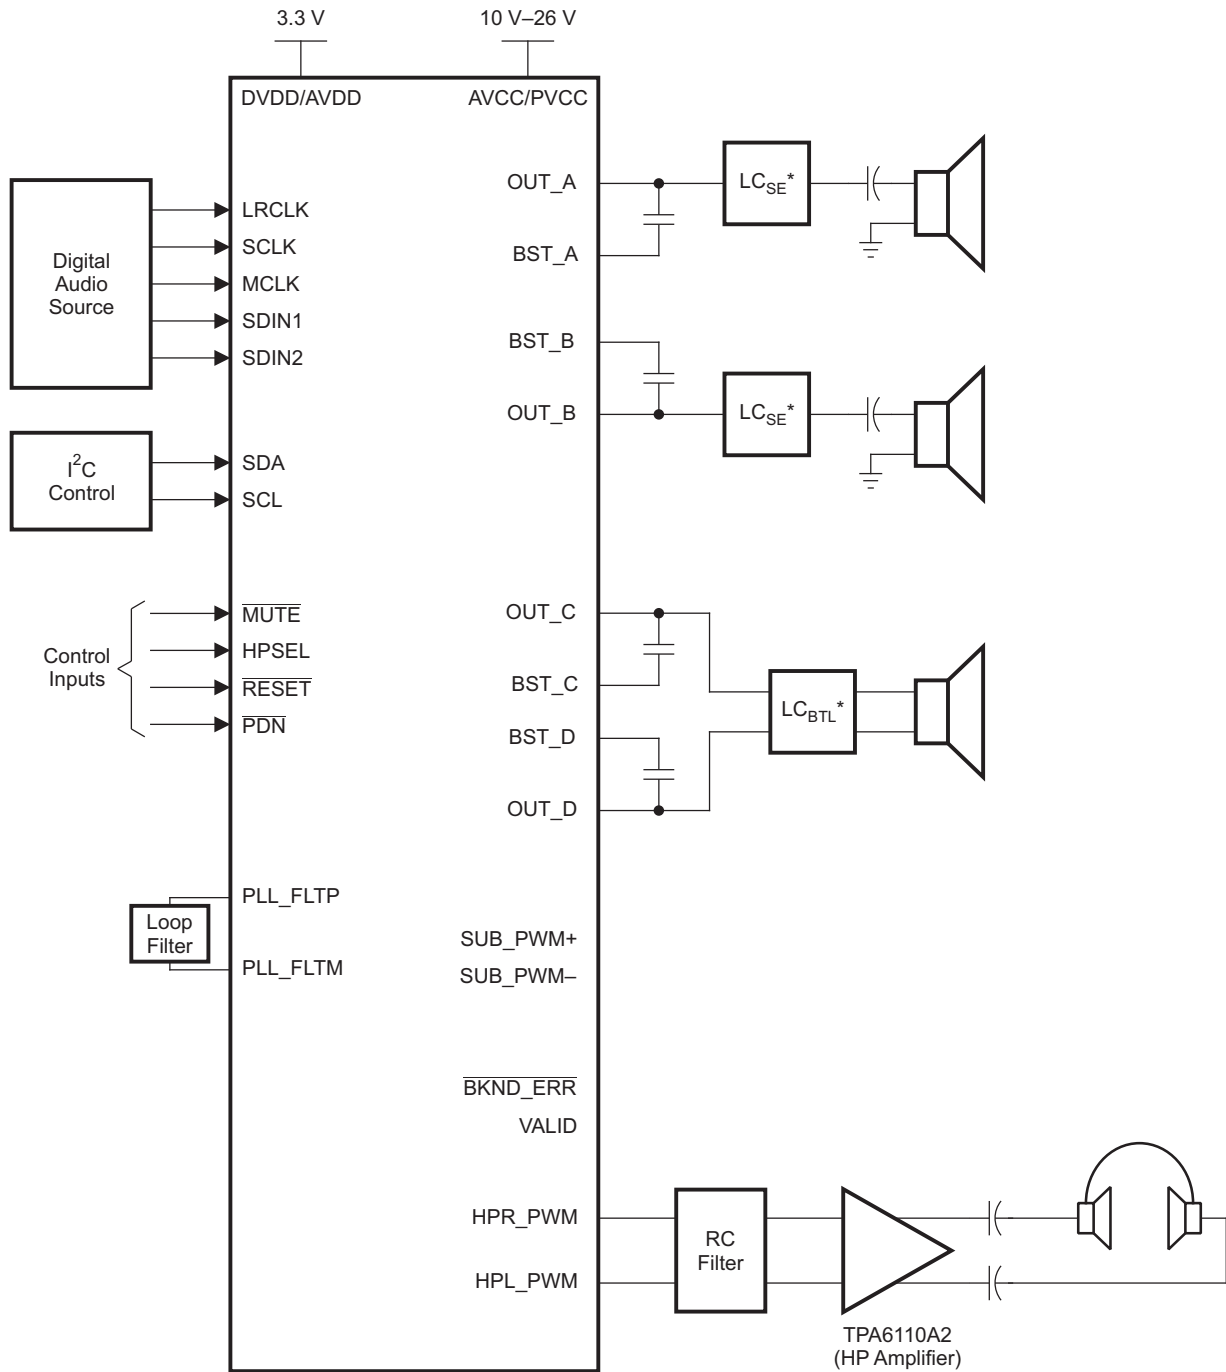 3.3 V
10 V–26 V
DVDD/AVDD
AVCC/PVCC
Digital
Audio
Source
LRCLK
SCLK
MCLK
SDIN1
SDIN2
I²C
Control
SDA
SCL
Control
Inputs
MUTE
HPSEL
RESET
PDN
Loop
Filter
PLL_FLTP
PLL_FLTM
OUT_A
BST_A
LCSE*
BST_B
OUT_B
LCSE*
OUT_C
BST_C
BST_D
OUT_D
LCBTL*
SUB_PWM+
SUB_PWM–
BKND_ERR
VALID
HPR_PWM
HPL_PWM
RC
Filter
TPA6110A2
(HP Amplifier)